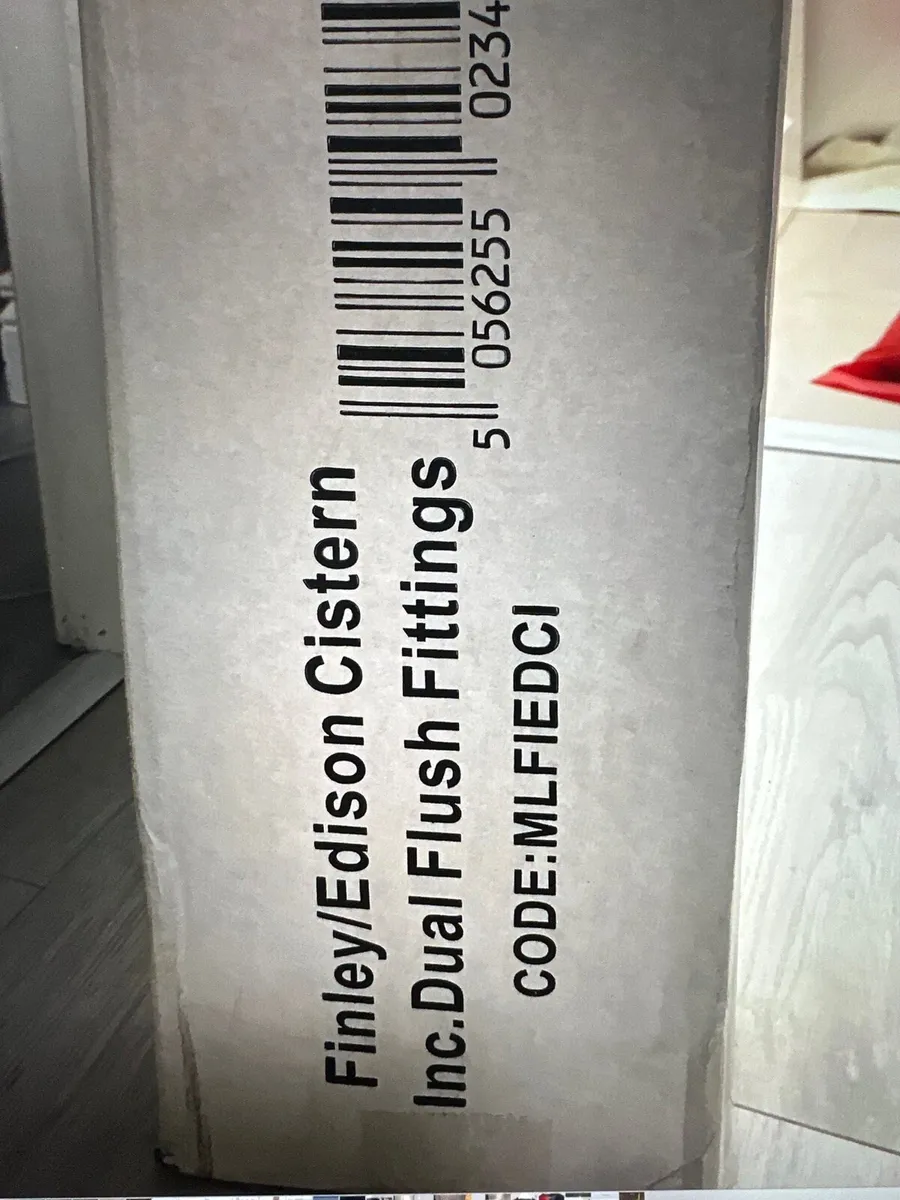 Finley/Edison Cistern
Inc.Dual Flush Fittings
CODE:MLFIEDCI
5 056255 0234